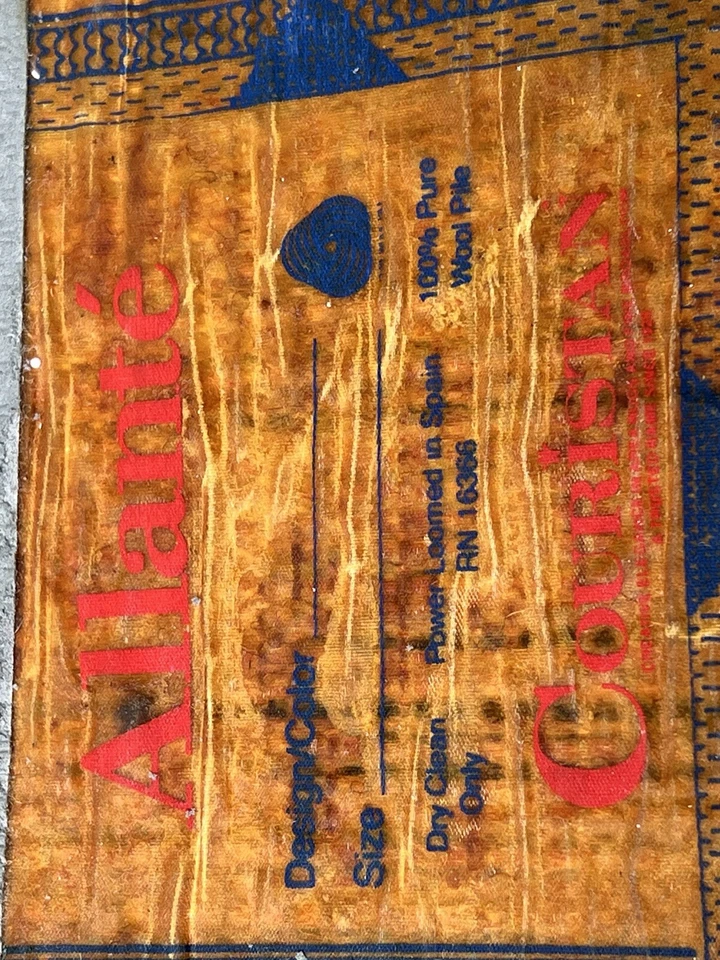 Allanté
Design/Color
Size
Dry Clean Only
Power Loomed in Spain
RN 16366
100% Pure
Wool Pile
COURISTAN